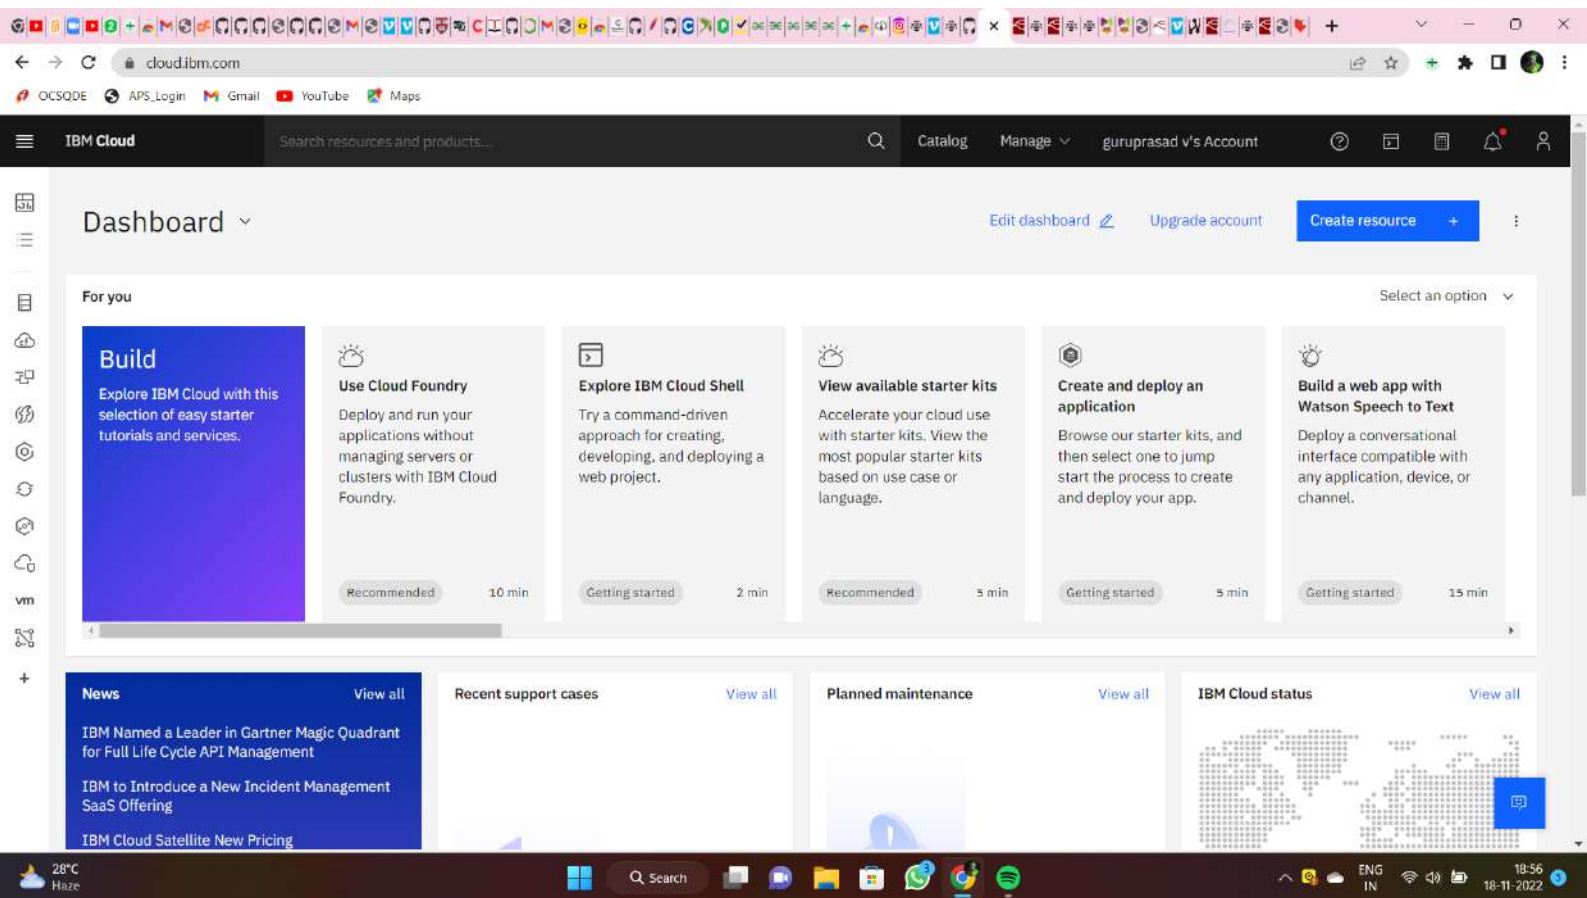 cloud.ibm.com
OCSQDE APS_Login Gmail YouTube Maps
IBM Cloud Search resources and products... Catalog Manage guruprasad v's Account
Dashboard Edit dashboard Upgrade account Create resource +
For you Select an option
Build
Explore IBM Cloud with this
selection of easy starter
tutorials and services.
Use Cloud Foundry
Deploy and run your
applications without
managing servers or
clusters with IBM Cloud
Foundry.
Recommended 10 min
Explore IBM Cloud Shell
Try a command-driven
approach for creating,
developing, and deploying a
web project.
Getting started 2 min
View available starter kits
Accelerate your cloud use
with starter kits. View the
most popular starter kits
based on use case or
language.
Recommended 5 min
Create and deploy an
application
Browse our starter kits, and
then select one to jump
start the process to create
and deploy your app.
Getting started 5 min
Build a web app with
Watson Speech to Text
Deploy a conversational
interface compatible with
any application, device, or
channel.
Getting started 15 min
vm
News View all
IBM Named a Leader in Gartner Magic Quadrant
for Full Life Cycle API Management
IBM to Introduce a New Incident Management
SaaS Offering
IBM Cloud Satellite New Pricing
Recent support cases View all
Planned maintenance View all
IBM Cloud status View all
28°C
Haze
Search
3
ENG
IN
18:56
18-11-2022
3